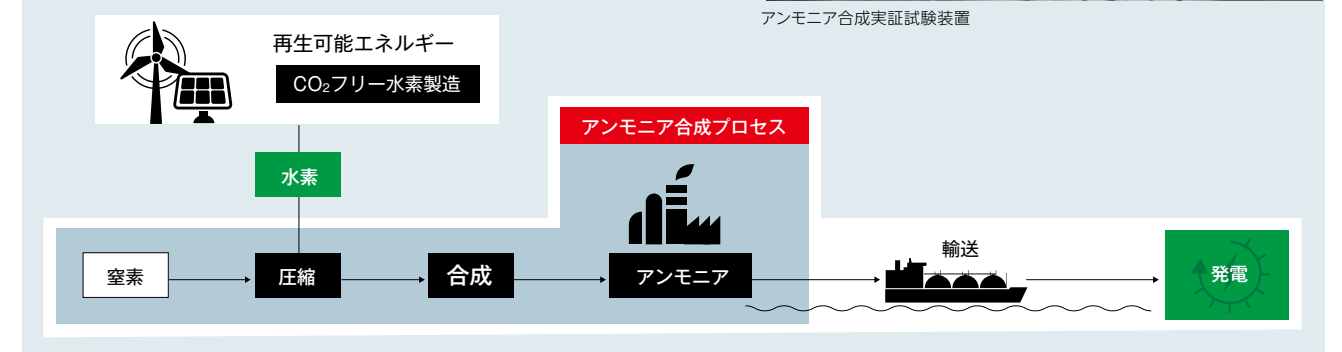 アンモニア合成実証試験装置
再生可能エネルギー
CO₂フリー水素製造
アンモニア合成プロセス
水素
窒素
圧縮
合成
アンモニア
輸送
発電